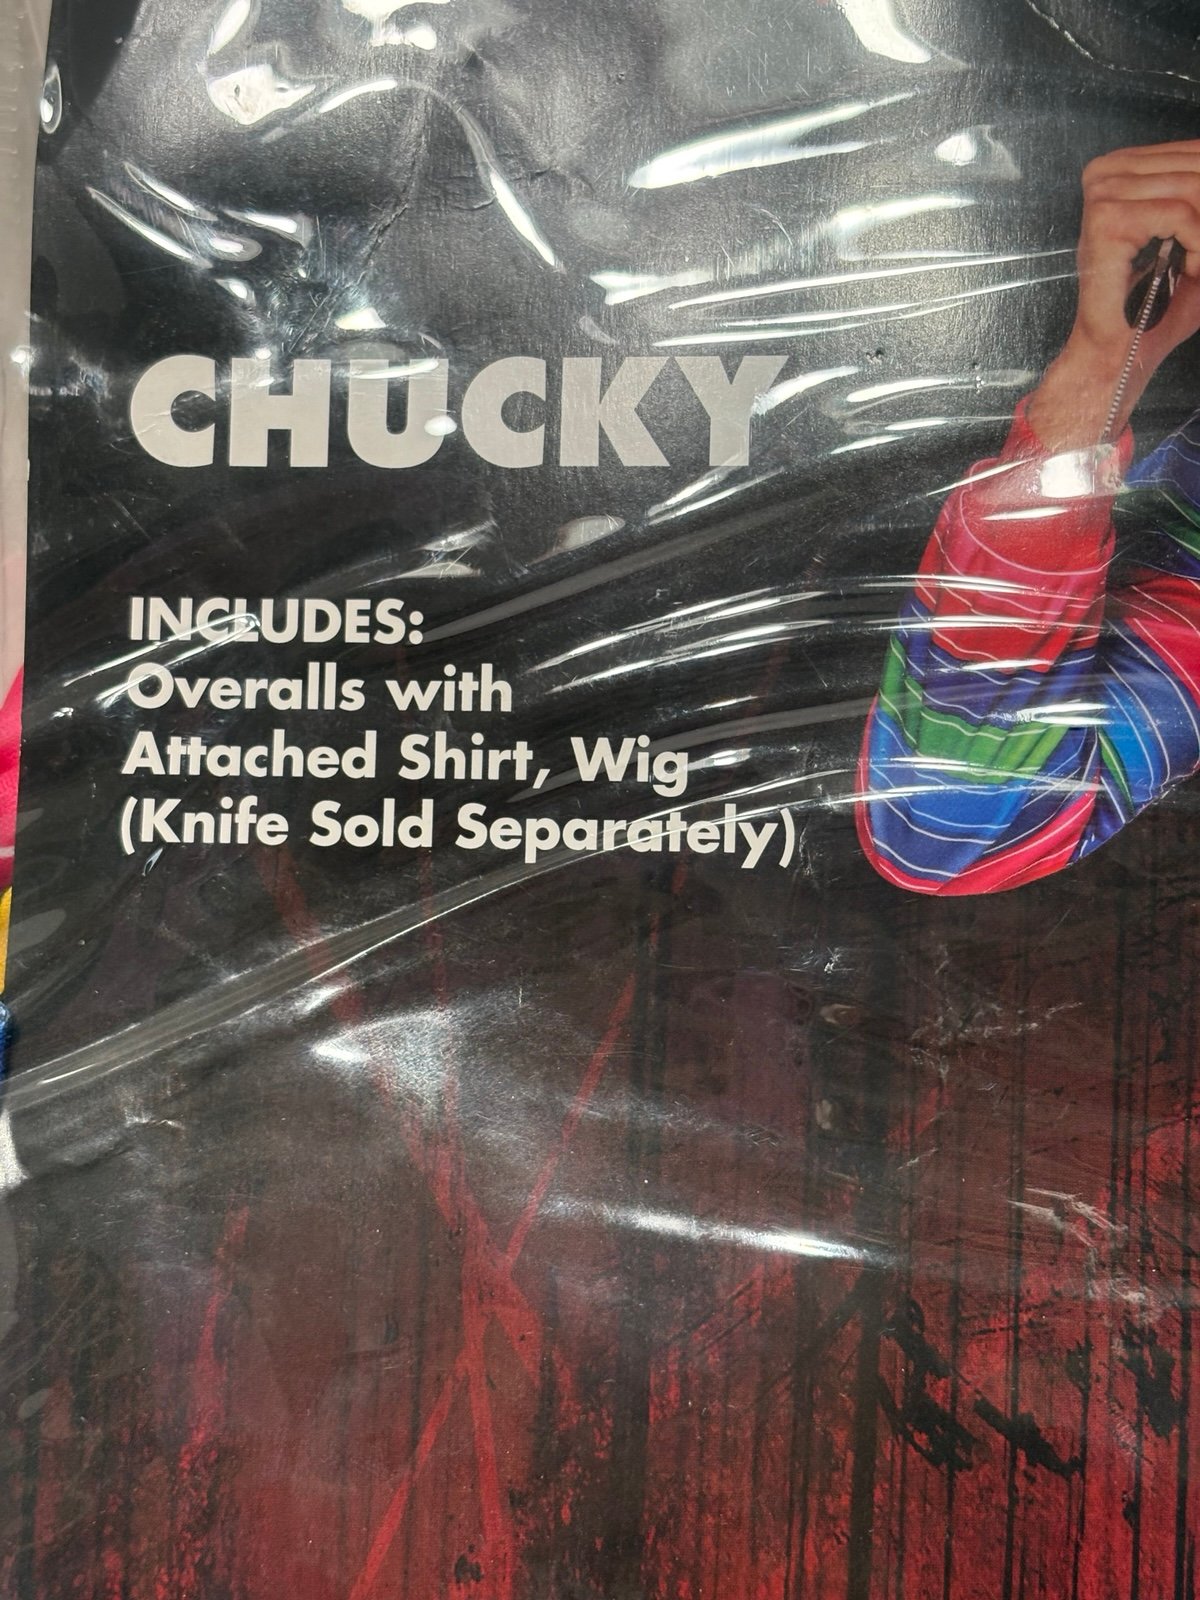 CHUCKY
INCLUDES:
Overalls with
Attached Shirt, Wig
(Knife Sold Separately)